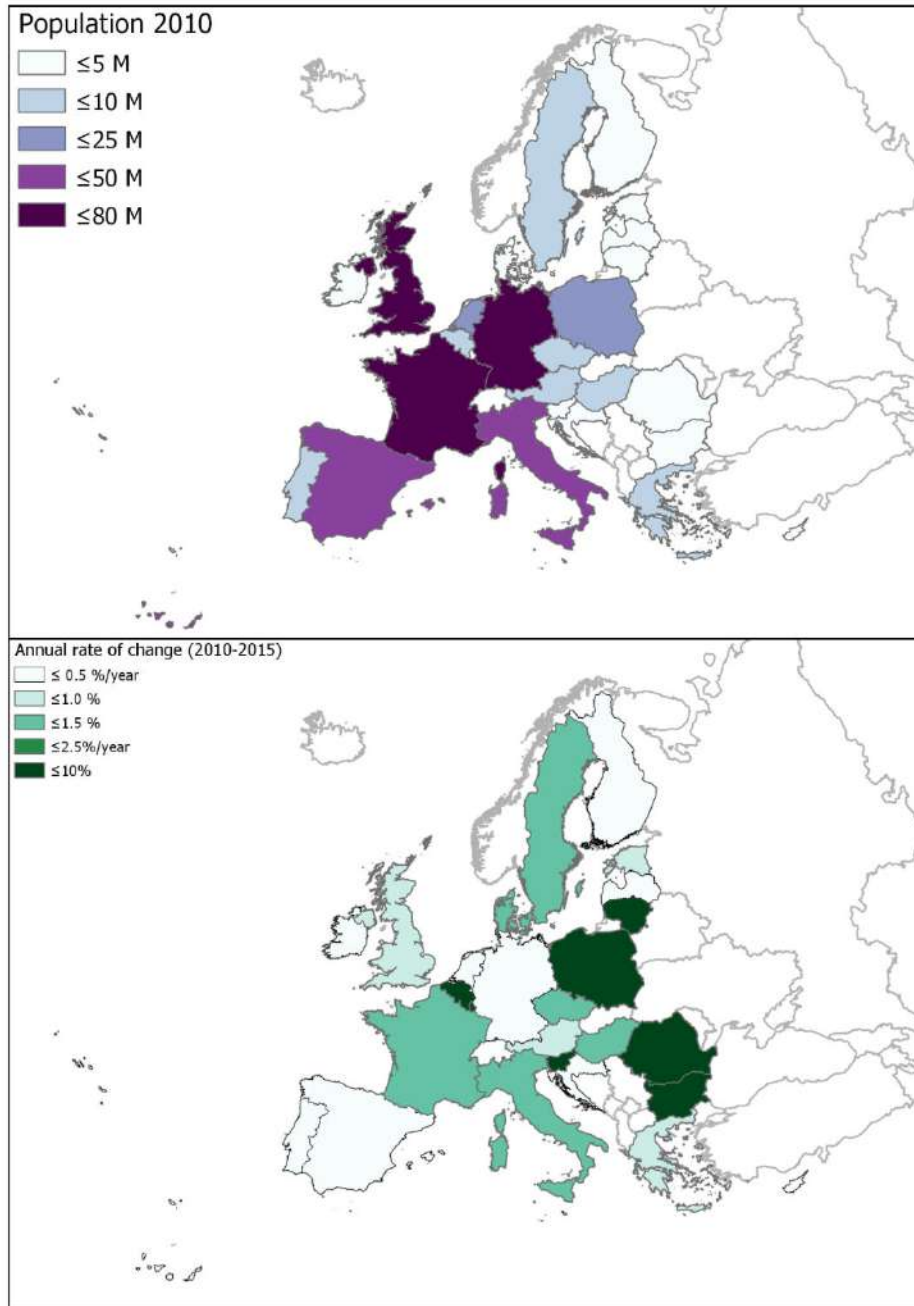 Population 2010
≤5 M
≤10 M
≤25 M
≤50 M
≤80 M
Annual rate of change (2010-2015)
≤ 0.5 %/year
≤1.0 %
≤1.5 %
≤2.5%/year
≤10%